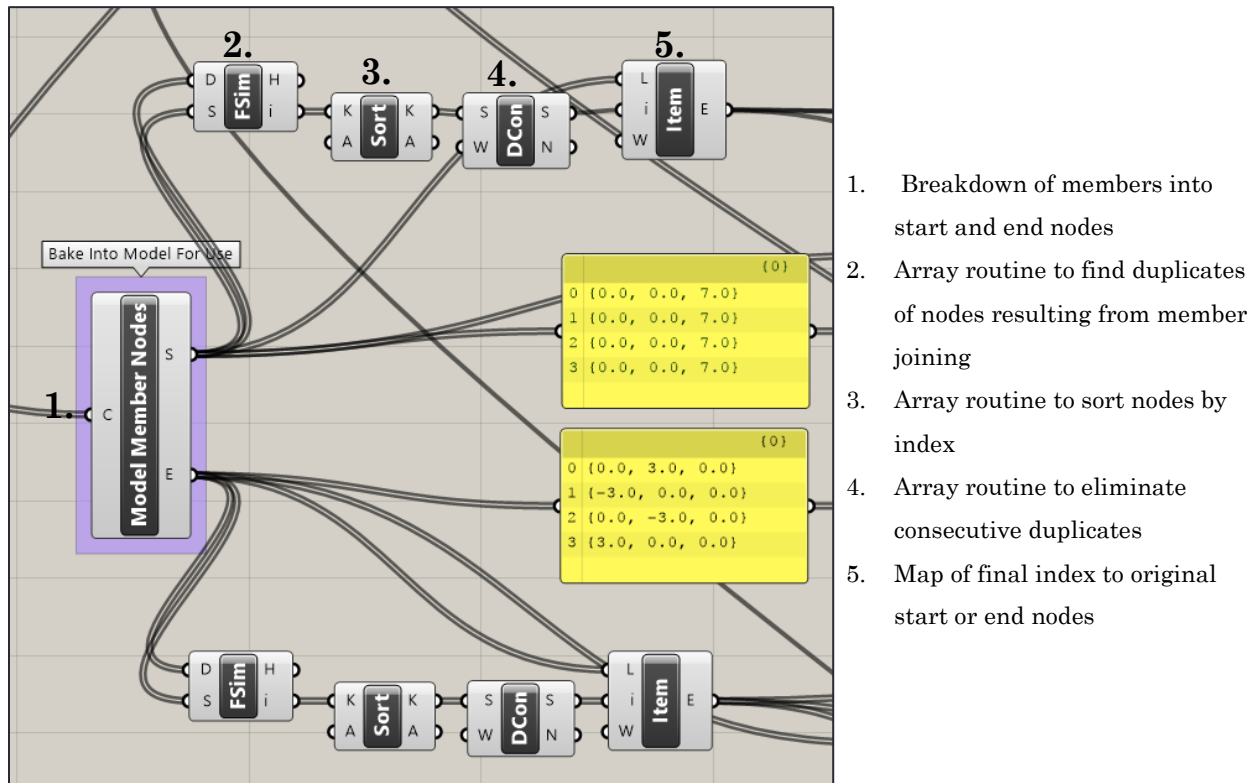 2.
3.
4.
5.
D FSim H
S i
K Sort K
A A
S DCon S
W N
L Item E
i
W
Bake Into Model For Use
1.
C Model Member Nodes S
E
{0}
0 {0.0, 0.0, 7.0}
1 {0.0, 0.0, 7.0}
2 {0.0, 0.0, 7.0}
3 {0.0, 0.0, 7.0}
{0}
0 {0.0, 3.0, 0.0}
1 {-3.0, 0.0, 0.0}
2 {0.0, -3.0, 0.0}
3 {3.0, 0.0, 0.0}
D FSim H
S i
K Sort K
A A
S DCon S
W N
L Item E
i
W
1. Breakdown of members into
start and end nodes
2. Array routine to find duplicates
of nodes resulting from member
joining
3. Array routine to sort nodes by
index
4. Array routine to eliminate
consecutive duplicates
5. Map of final index to original
start or end nodes